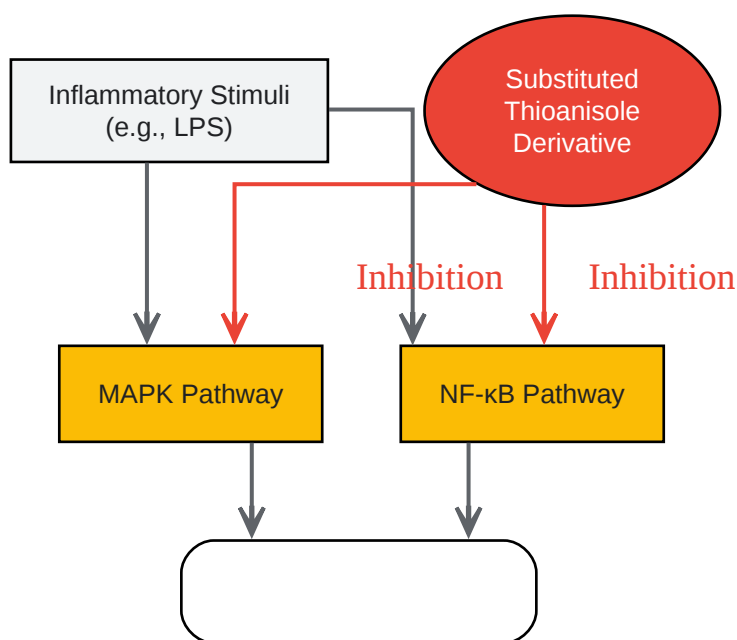 Inflammatory Stimuli
(e.g., LPS)
Substituted
Thioanisole
Derivative
Inhibition
Inhibition
MAPK Pathway
NF-κB Pathway